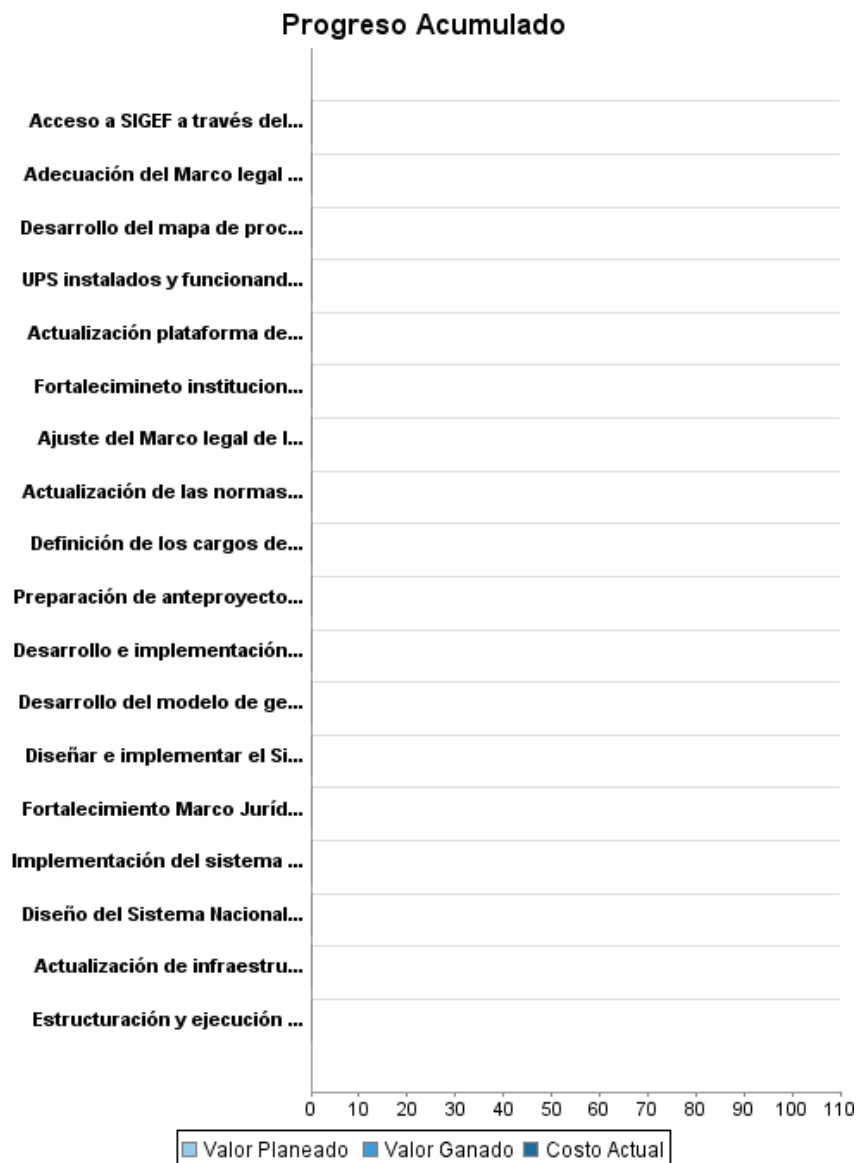 Progreso Acumulado
Acceso a SIGEF a través del...
Adecuación del Marco legal ...
Desarrollo del mapa de proc...
UPS instalados y funcionand...
Actualización plataforma de...
Fortalecimineto institucion...
Ajuste del Marco legal de l...
Actualización de las normas...
Definición de los cargos de...
Preparación de anteproyecto...
Desarrollo e implementación...
Desarrollo del modelo de ge...
Diseñar e implementar el Si...
Fortalecimiento Marco Juríd...
Implementación del sistema ...
Diseño del Sistema Nacional...
Actualización de infraestru...
Estructuración y ejecución ...
0 10 20 30 40 50 60 70 80 90 100 110
Valor Planeado Valor Ganado Costo Actual